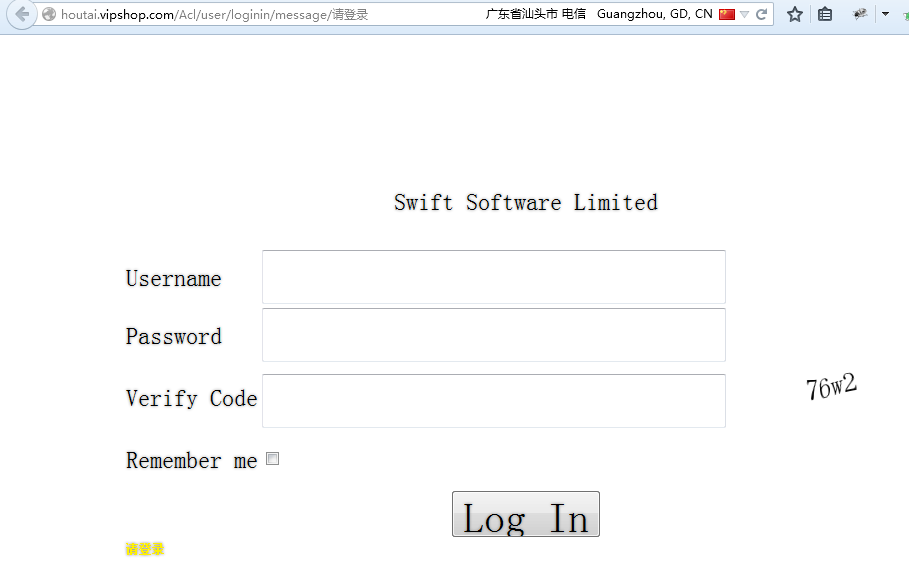 houtai.vipshop.com/Acl/user/loginin/message/请登录 广东省汕头市 电信 Guangzhou, GD, CN
Swift Software Limited
Username
Password
Verify Code 76w2
Remember me
Log In
请登录